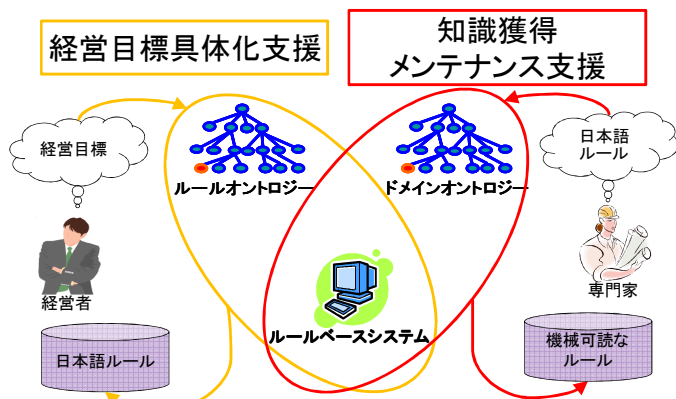 経営目標具体化支援
知識獲得
メンテナンス支援
経営目標
日本語
ルール
ルールオントロジー
ドメインオントロジー
経営者
専門家
ルールベースシステム
日本語ルール
機械可読な
ルール